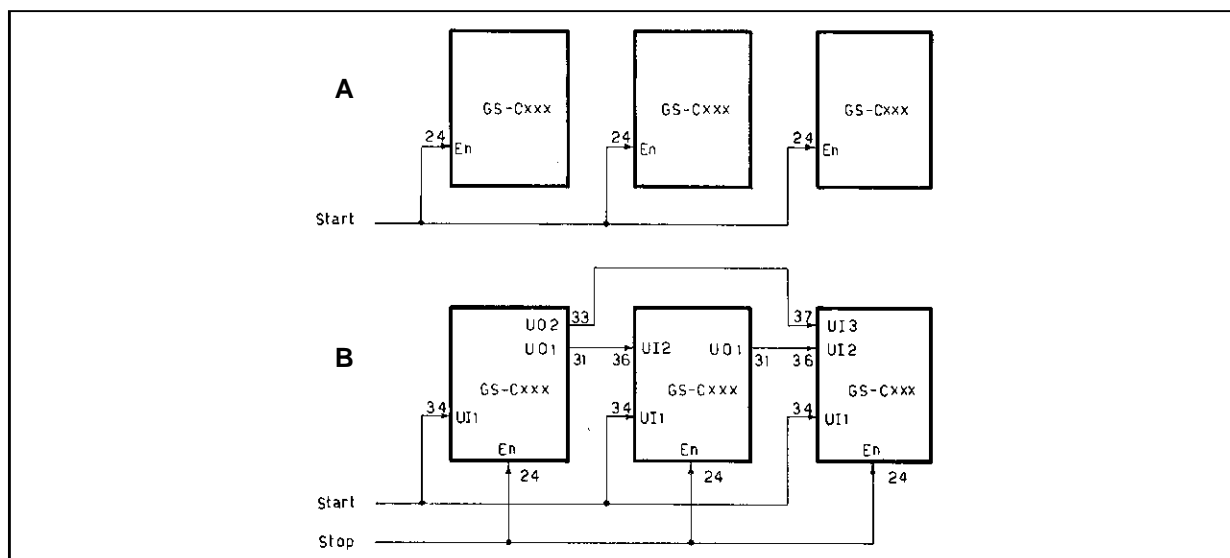 A
GS-Cxxx GS-Cxxx GS-Cxxx
24 24 24
En En En
Start
B
UO2 33 37 UI3
UO1 UI2 UO1 UI2
31 36 31 36
GS-Cxxx GS-Cxxx GS-Cxxx
34 34 34
UI1 UI1 UI1
En En En
24 24 24
Start
Stop